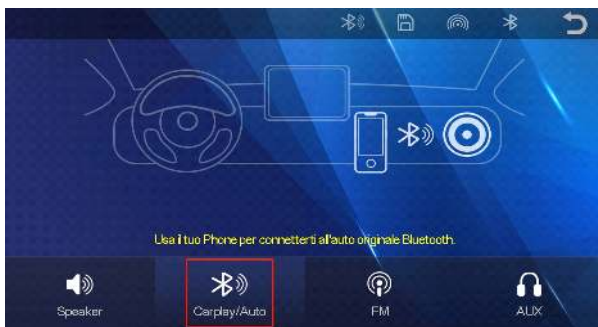 Usa il tuo Phone per connetterti all'auto originale Bluetooth.
Speaker
Carplay/Auto
FM
AUX